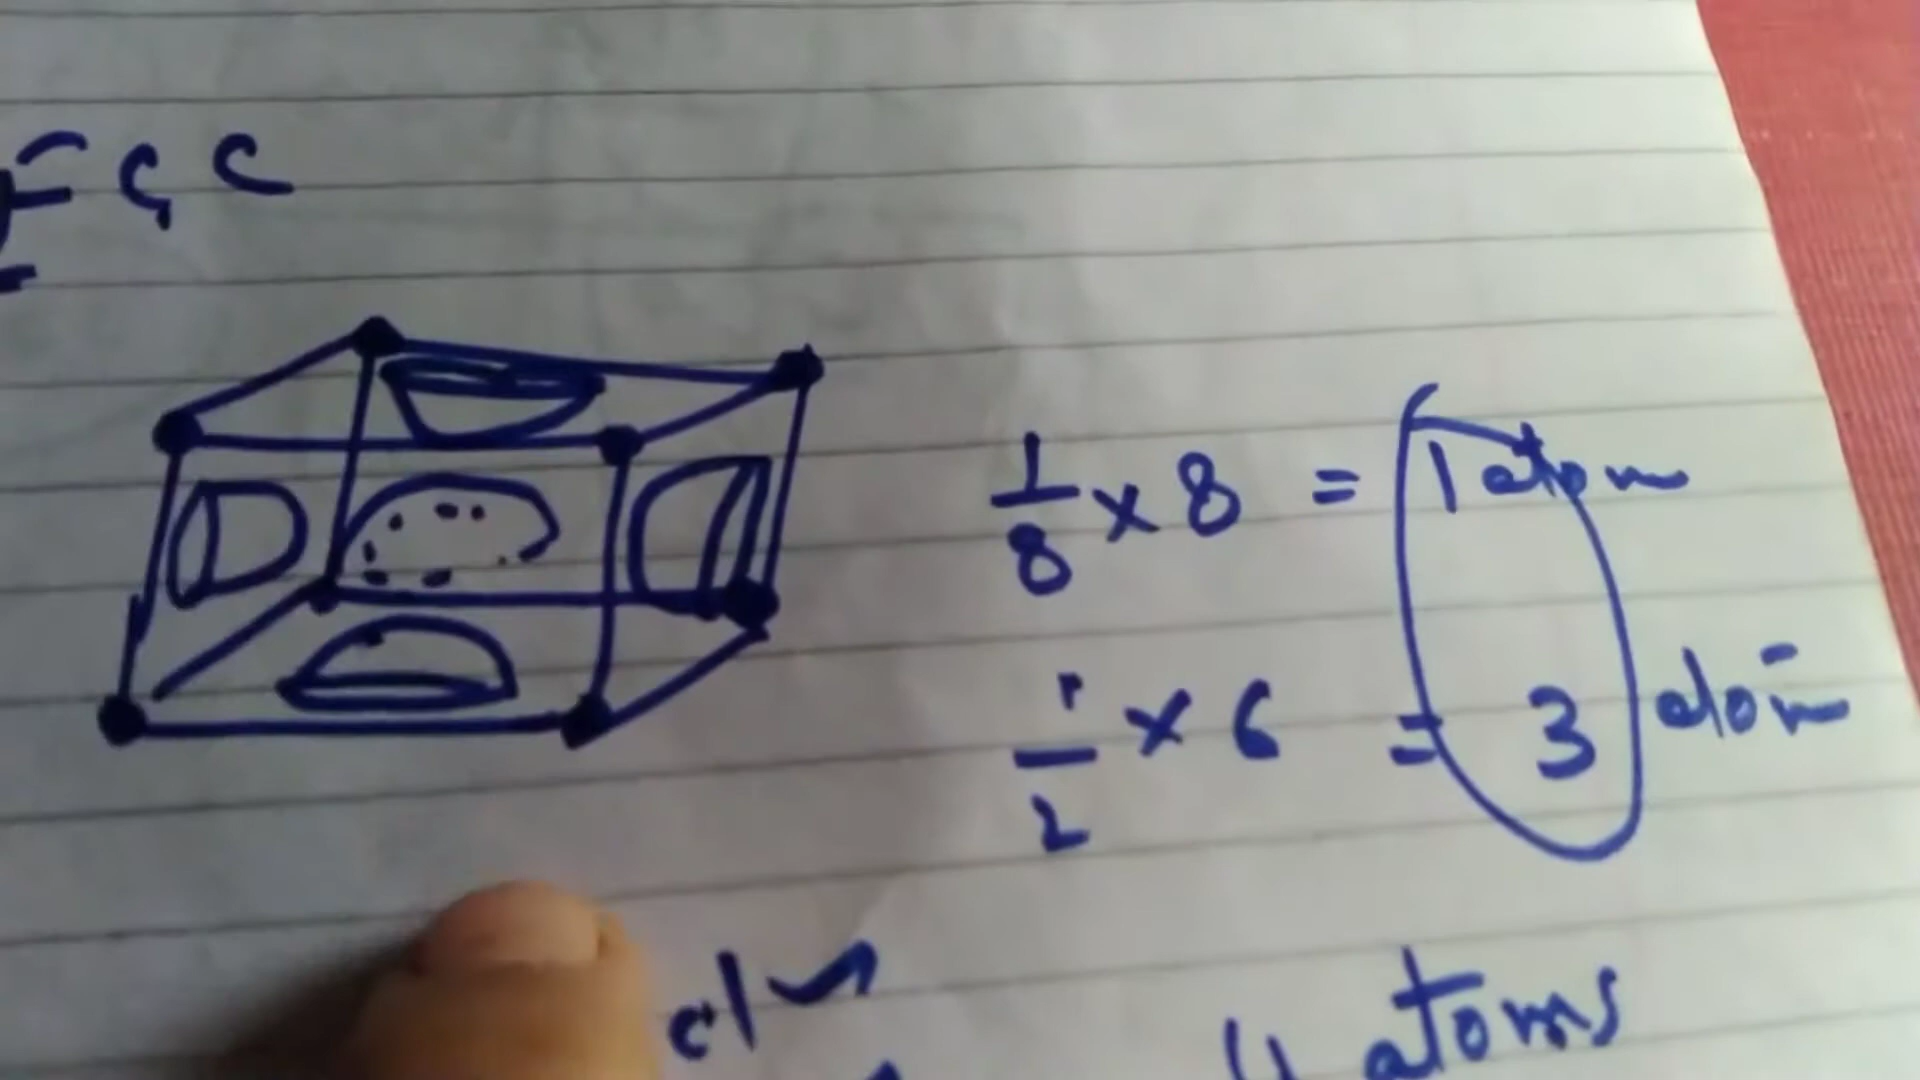 FCC
1/8 × 8 = 1 atom
1/2 × 6 = 3 atom
4 atoms